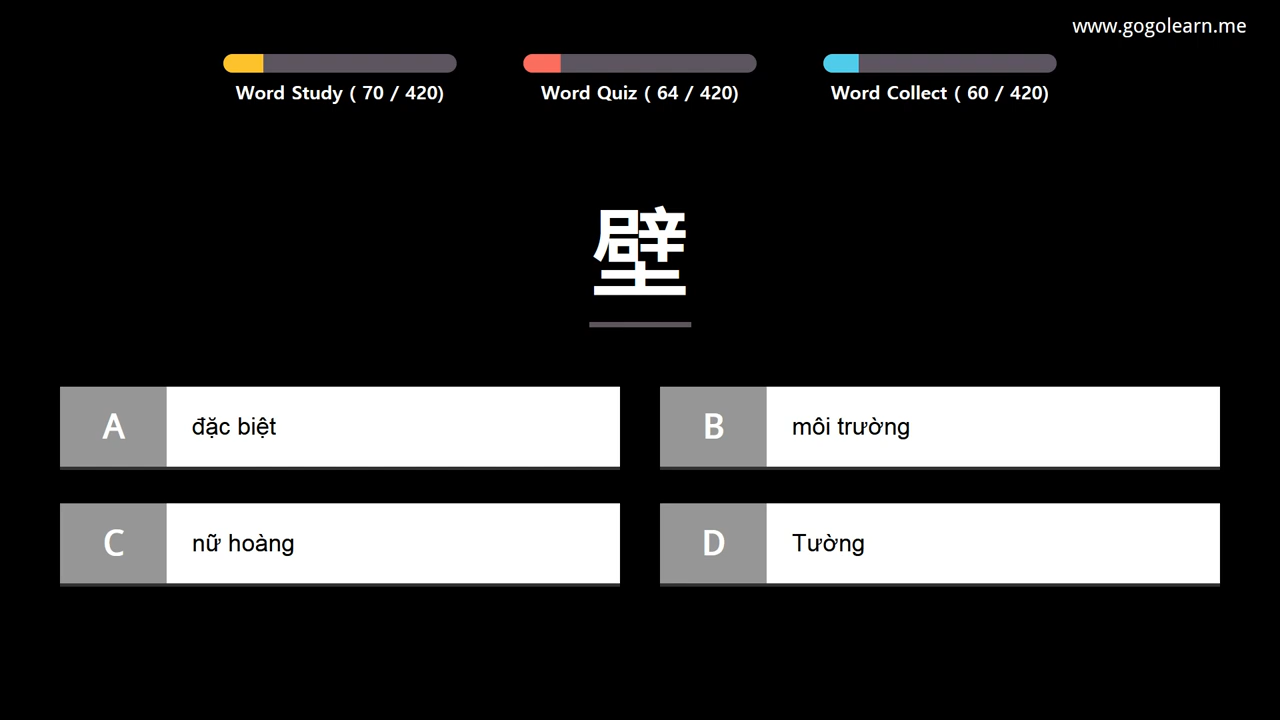 www.gogolearn.me
Word Study ( 70 / 420)
Word Quiz ( 64 / 420)
Word Collect ( 60 / 420)
壁
A đặc biệt
B môi trường
C nữ hoàng
D Tường